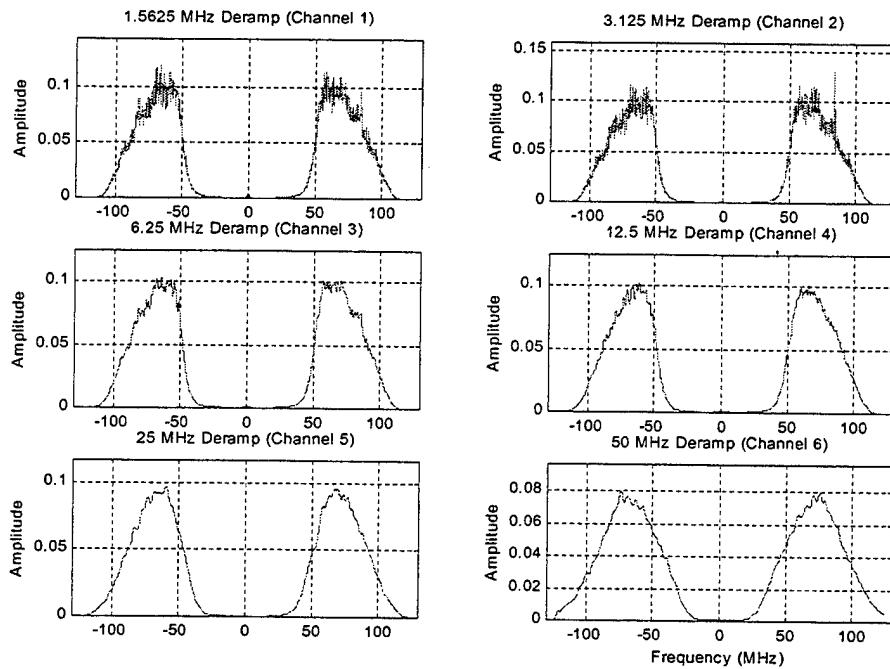 1.5625 MHz Deramp (Channel 1)
Amplitude
0.1
0.05
0
-100 -50 0 50 100
3.125 MHz Deramp (Channel 2)
Amplitude
0.15
0.1
0.05
0
-100 -50 0 50 100
6.25 MHz Deramp (Channel 3)
Amplitude
0.1
0.05
0
-100 -50 0 50 100
12.5 MHz Deramp (Channel 4)
Amplitude
0.1
0.05
0
-100 -50 0 50 100
25 MHz Deramp (Channel 5)
Amplitude
0.1
0.05
0
-100 -50 0 50 100
50 MHz Deramp (Channel 6)
Amplitude
0.08
0.06
0.04
0.02
0
-100 -50 0 50 100
Frequency (MHz)